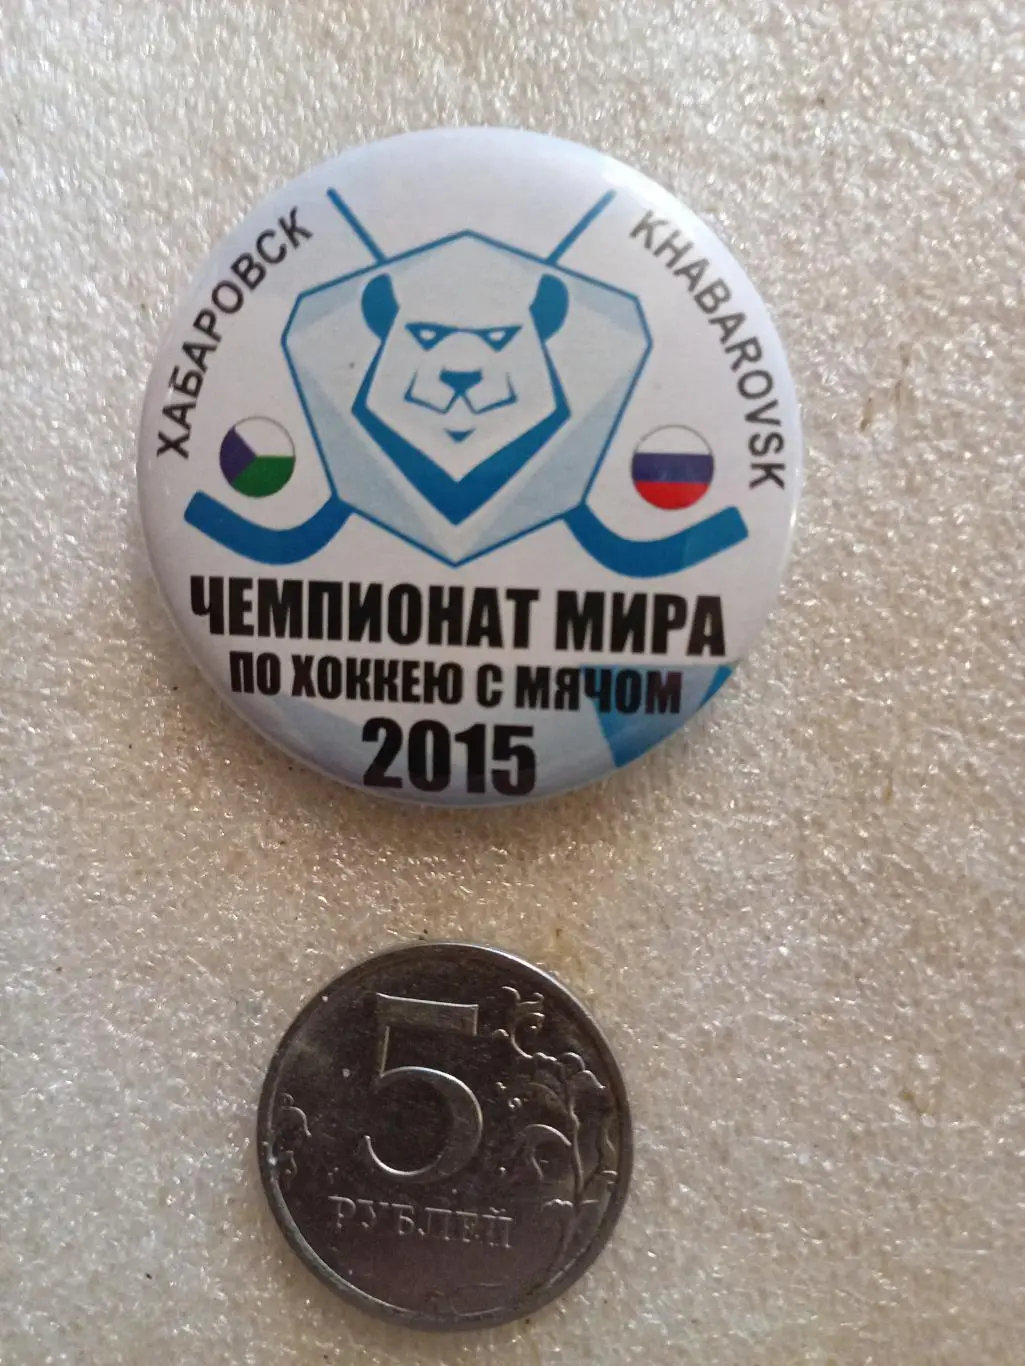 ХАБАРОВСК
KHABAROVSK
ЧЕМПИОНАТ МИРА
ПО ХОККЕЮ С МЯЧОМ
2015
5
РУБЛЕЙ